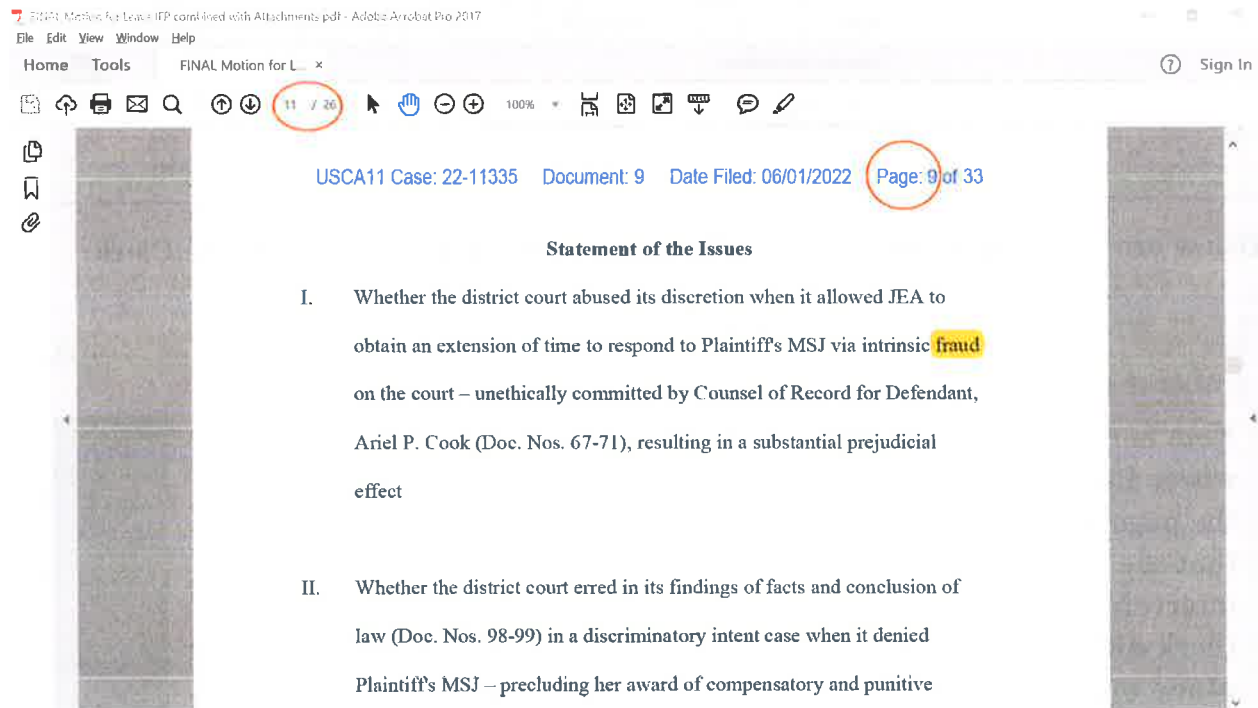 FINAL Motion for Leave IFP combined with Attachments pdf - Adobe Acrobat Pro 2017
File Edit View Window Help
Home Tools FINAL Motion for L... × Sign In
11 / 26 100%
USCA11 Case: 22-11335 Document: 9 Date Filed: 06/01/2022 Page: 9 of 33
Statement of the Issues
I. Whether the district court abused its discretion when it allowed JEA to
obtain an extension of time to respond to Plaintiff's MSJ via intrinsic fraud
on the court – unethically committed by Counsel of Record for Defendant,
Ariel P. Cook (Doc. Nos. 67-71), resulting in a substantial prejudicial
effect
II. Whether the district court erred in its findings of facts and conclusion of
law (Doc. Nos. 98-99) in a discriminatory intent case when it denied
Plaintiff's MSJ – precluding her award of compensatory and punitive